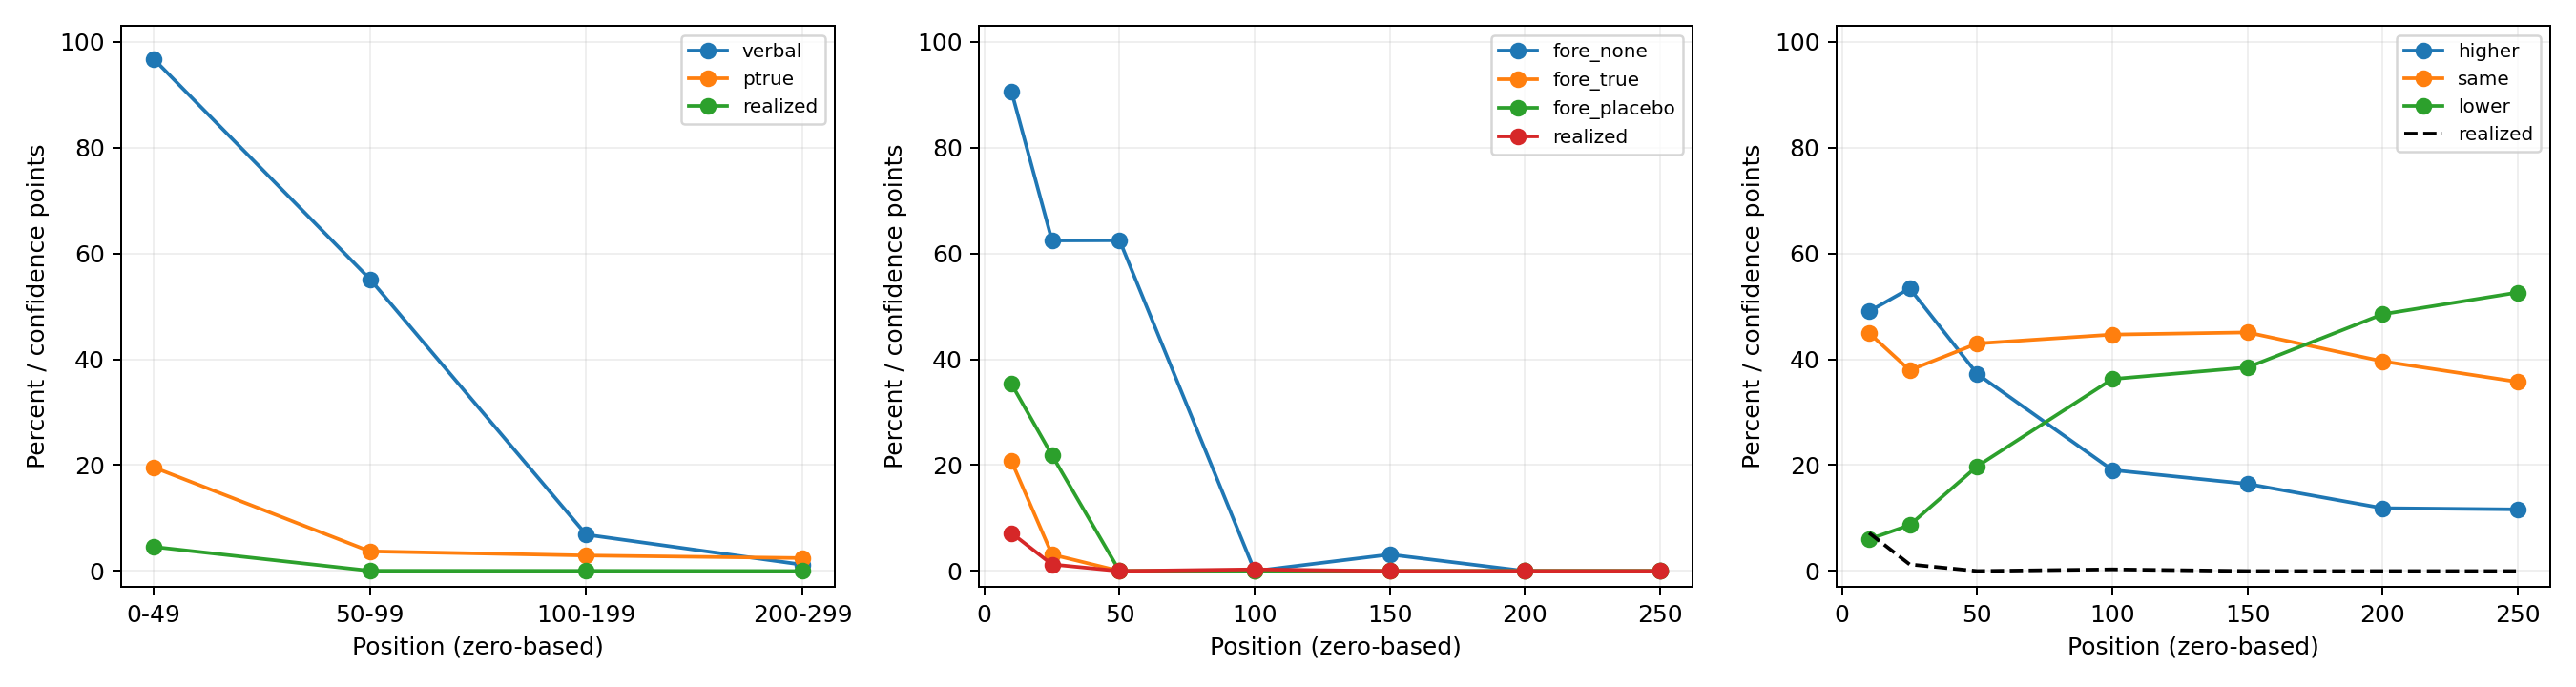 100
80
60
40
20
0
Percent / confidence points
0-49
50-99
100-199
200-299
Position (zero-based)
verbal
ptrue
realized
100
80
60
40
20
0
Percent / confidence points
0
50
100
150
200
250
Position (zero-based)
fore_none
fore_true
fore_placebo
realized
100
80
60
40
20
0
Percent / confidence points
0
50
100
150
200
250
Position (zero-based)
higher
same
lower
realized